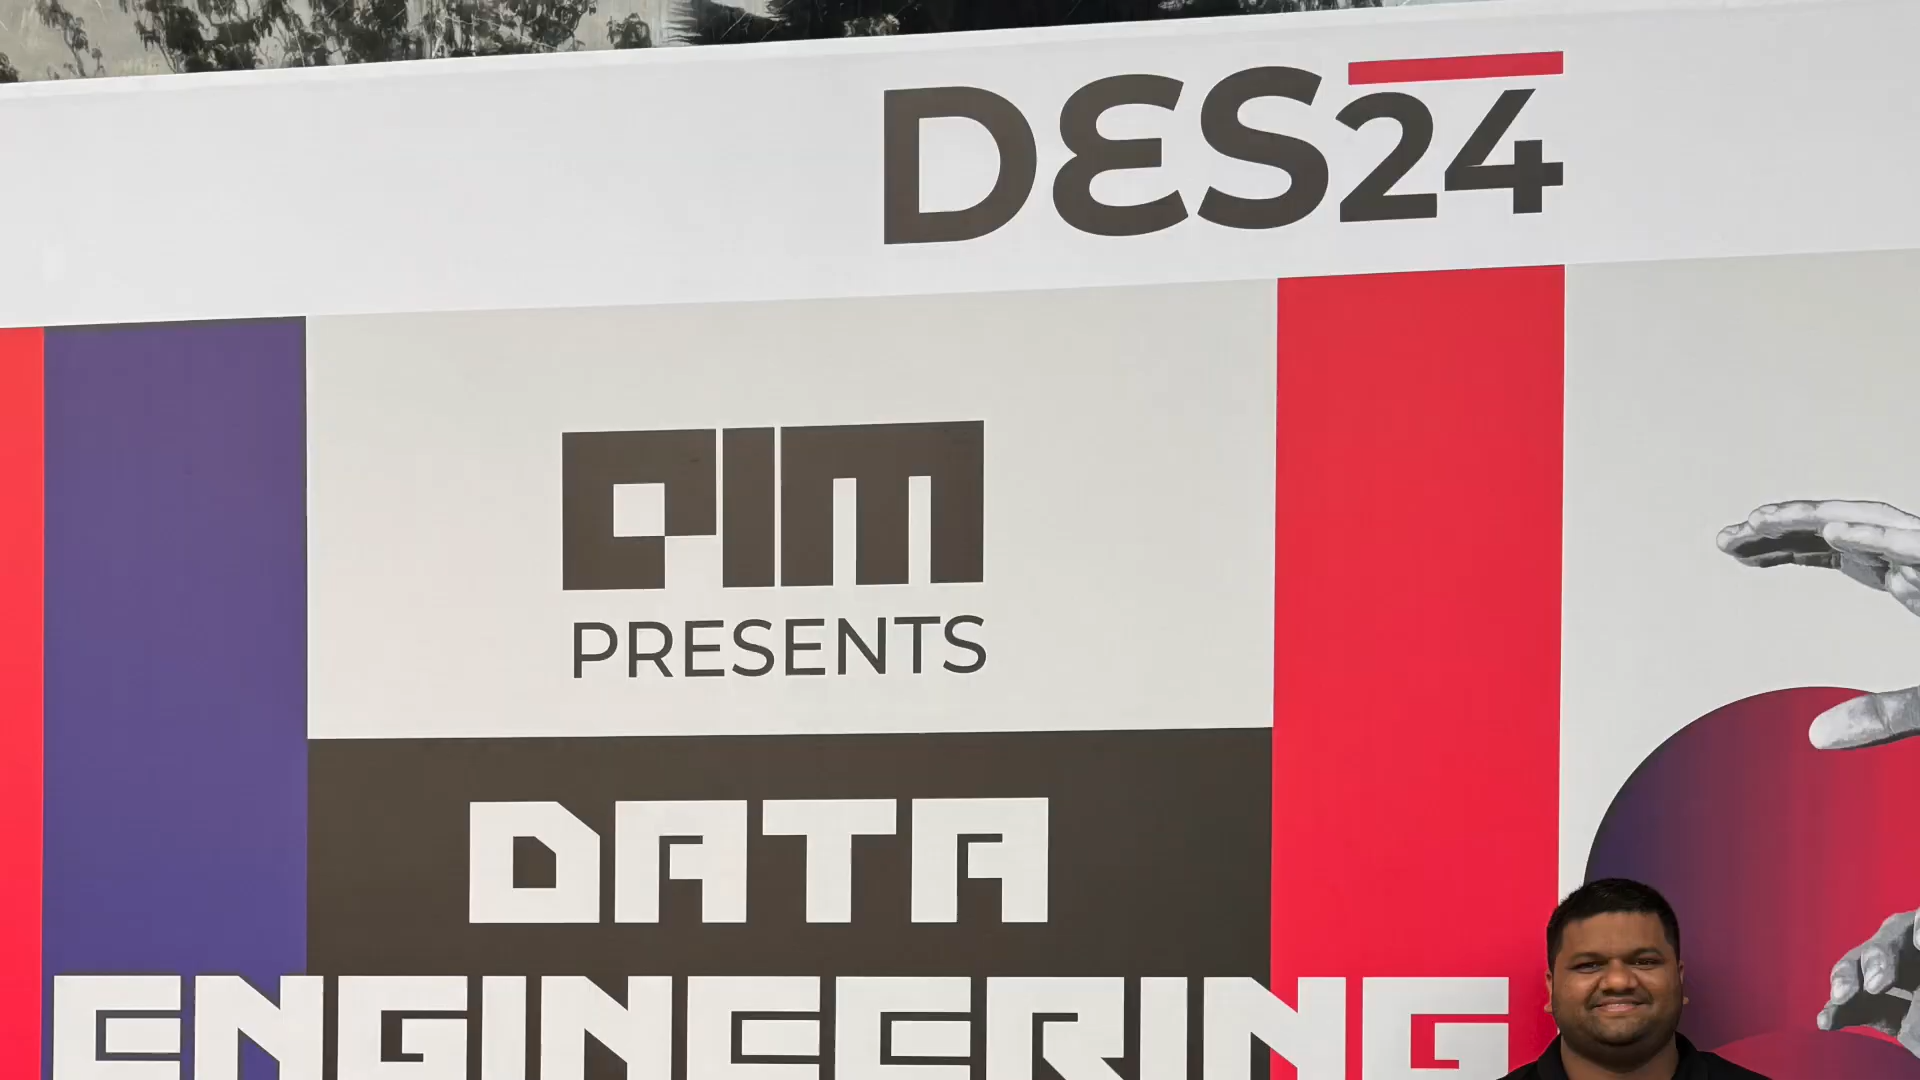 DES24
AIM
PRESENTS
DATA
ENGINEERING